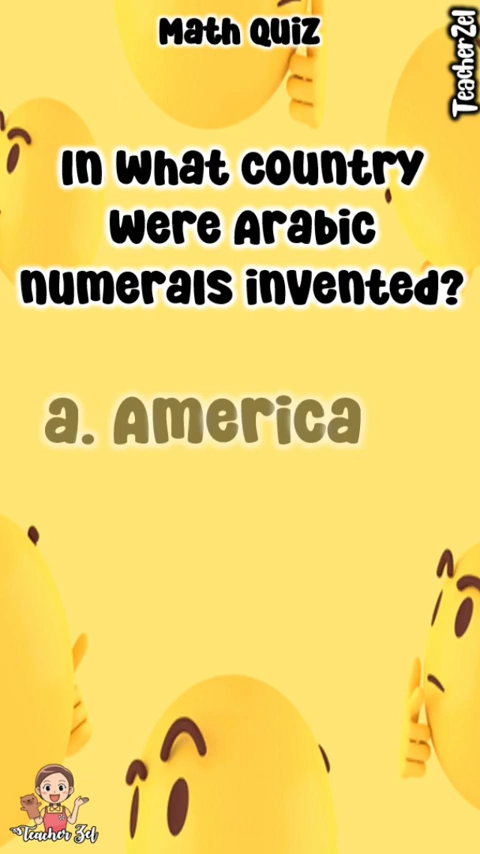 Math Quiz
TeacherZel
In what country
were Arabic
numerals invented?
a. America
Teacher Zel